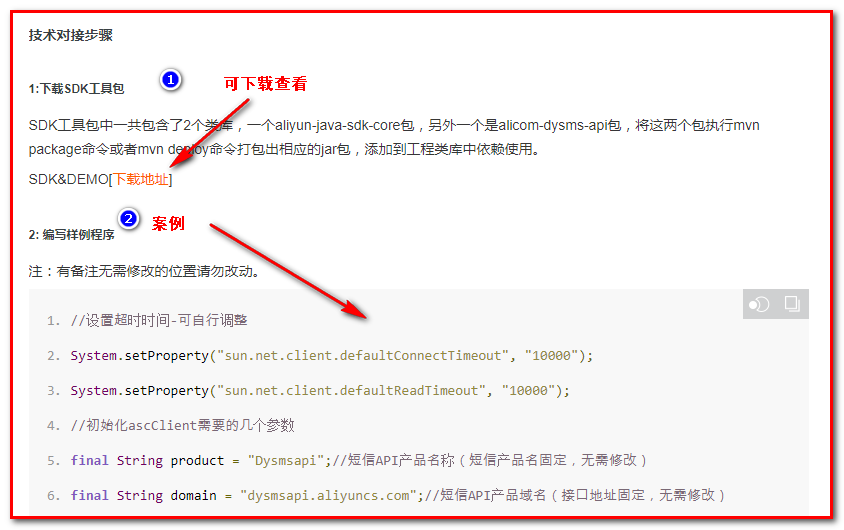 技术对接步骤
1:下载SDK工具包
1
可下载查看
SDK工具包中一共包含了2个类库，一个aliyun-java-sdk-core包，另外一个是alicom-dysms-api包，将这两个包执行mvn
package命令或者mvn deploy命令打包出相应的jar包，添加到工程类库中依赖使用。
SDK&DEMO[下载地址]
2: 编写样例程序
2
案例
注：有备注无需修改的位置请勿改动。
1. //设置超时时间-可自行调整
2. System.setProperty("sun.net.client.defaultConnectTimeout", "10000");
3. System.setProperty("sun.net.client.defaultReadTimeout", "10000");
4. //初始化ascClient需要的几个参数
5. final String product = "Dysmsapi";//短信API产品名称（短信产品名固定，无需修改）
6. final String domain = "dysmsapi.aliyuncs.com";//短信API产品域名（接口地址固定，无需修改）